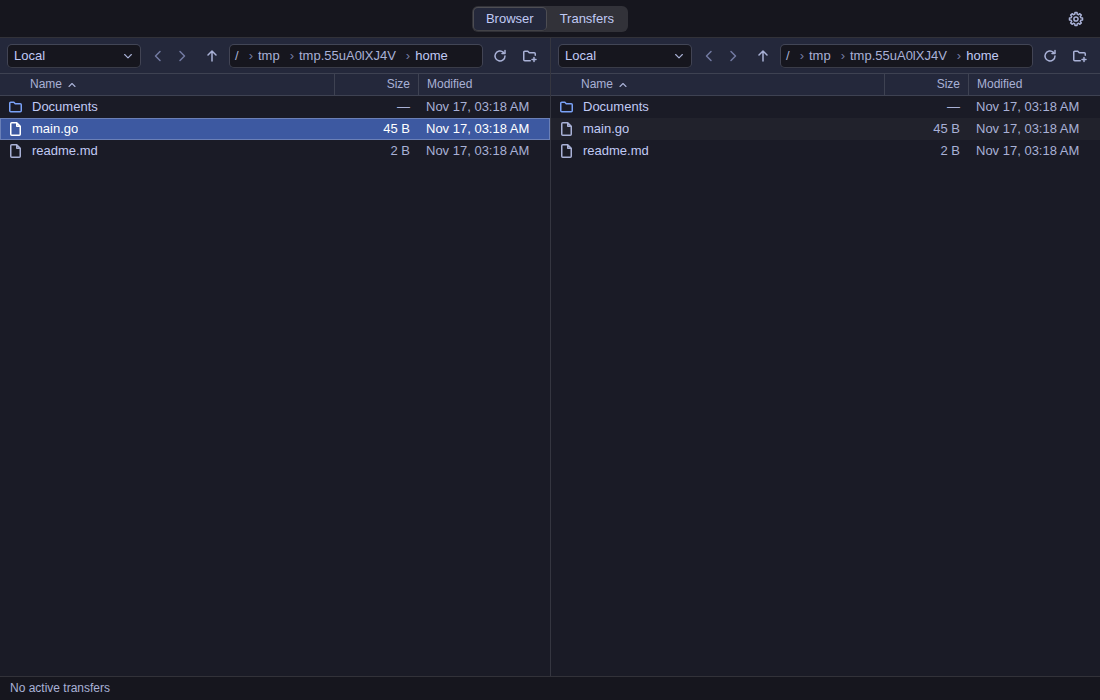 Browser Transfers
Local / › tmp › tmp.55uA0lXJ4V › home Local / › tmp › tmp.55uA0lXJ4V › home
Name Size Modified Name Size Modified
Documents — Nov 17, 03:18 AM Documents — Nov 17, 03:18 AM
main.go 45 B Nov 17, 03:18 AM main.go 45 B Nov 17, 03:18 AM
readme.md 2 B Nov 17, 03:18 AM readme.md 2 B Nov 17, 03:18 AM
No active transfers